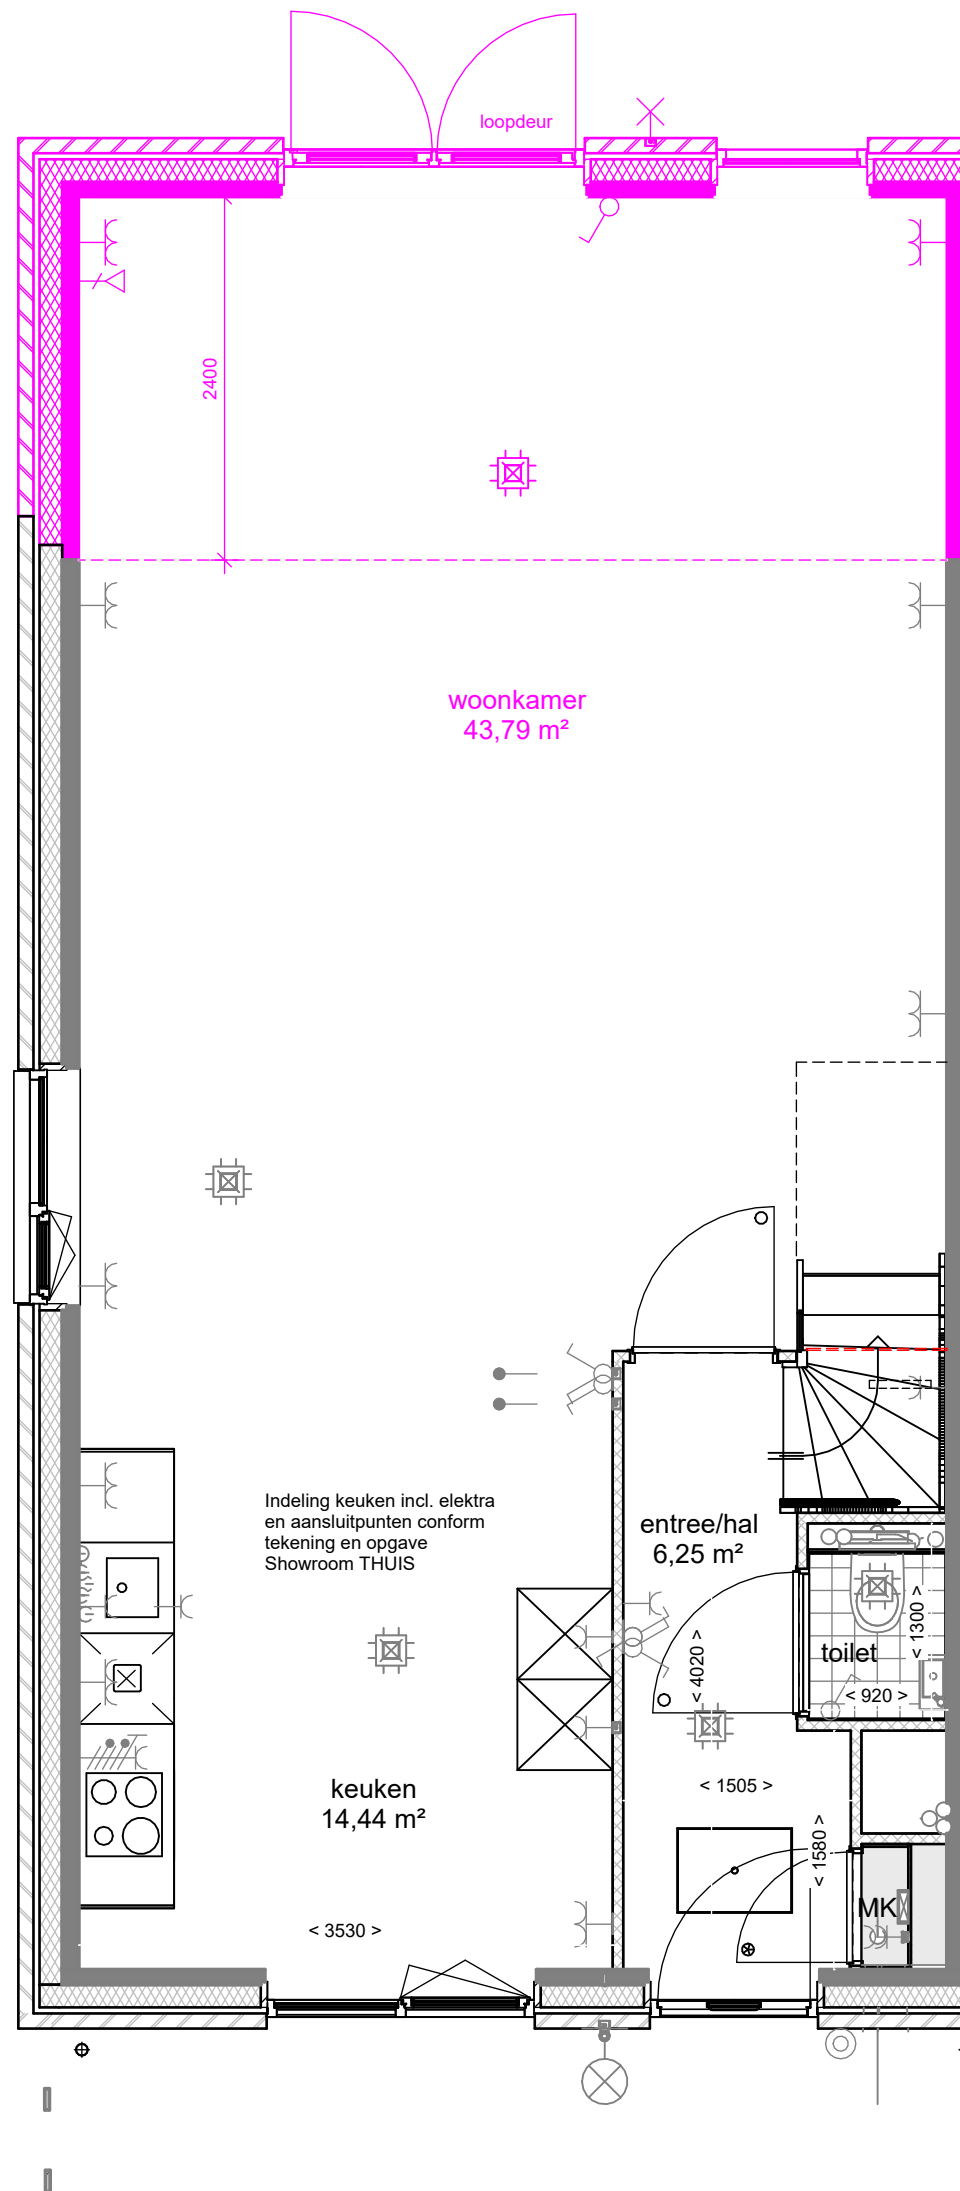 loopdeur
2400
woonkamer
43,79 m²
Indeling keuken incl. elektra
en aansluitpunten conform
tekening en opgave
Showroom THUIS
entree/hal
6,25 m²
< 1300 >
toilet
< 4020 >
< 920 >
keuken
14,44 m²
< 1505 >
< 1580 >
MK
< 3530 >